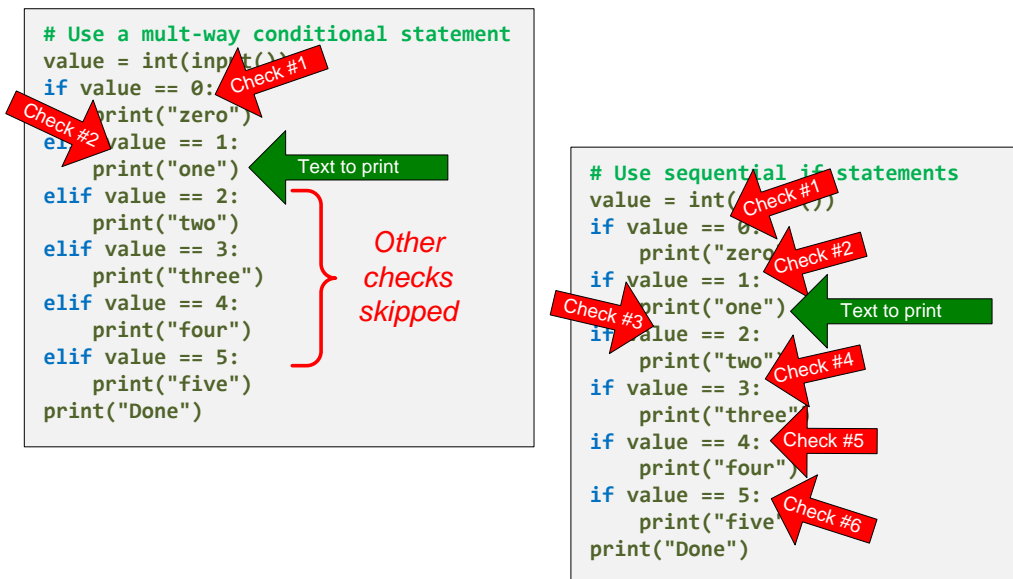 # Use a mult-way conditional statement
value = int(input())
if value == 0:
Check #1
print("zero")
Check #2
elif value == 1:
print("one")
Text to print
elif value == 2:
print("two")
elif value == 3:
print("three")
elif value == 4:
print("four")
elif value == 5:
print("five")
print("Done")
Other
checks
skipped
# Use sequential if statements
value = int(   ())
Check #1
if value == 0:
print("zero
Check #2
if value == 1:
print("one")
Text to print
Check #3
if value == 2:
print("two")
Check #4
if value == 3:
print("three"
if value == 4:
Check #5
print("four")
if value == 5:
Check #6
print("five
print("Done")